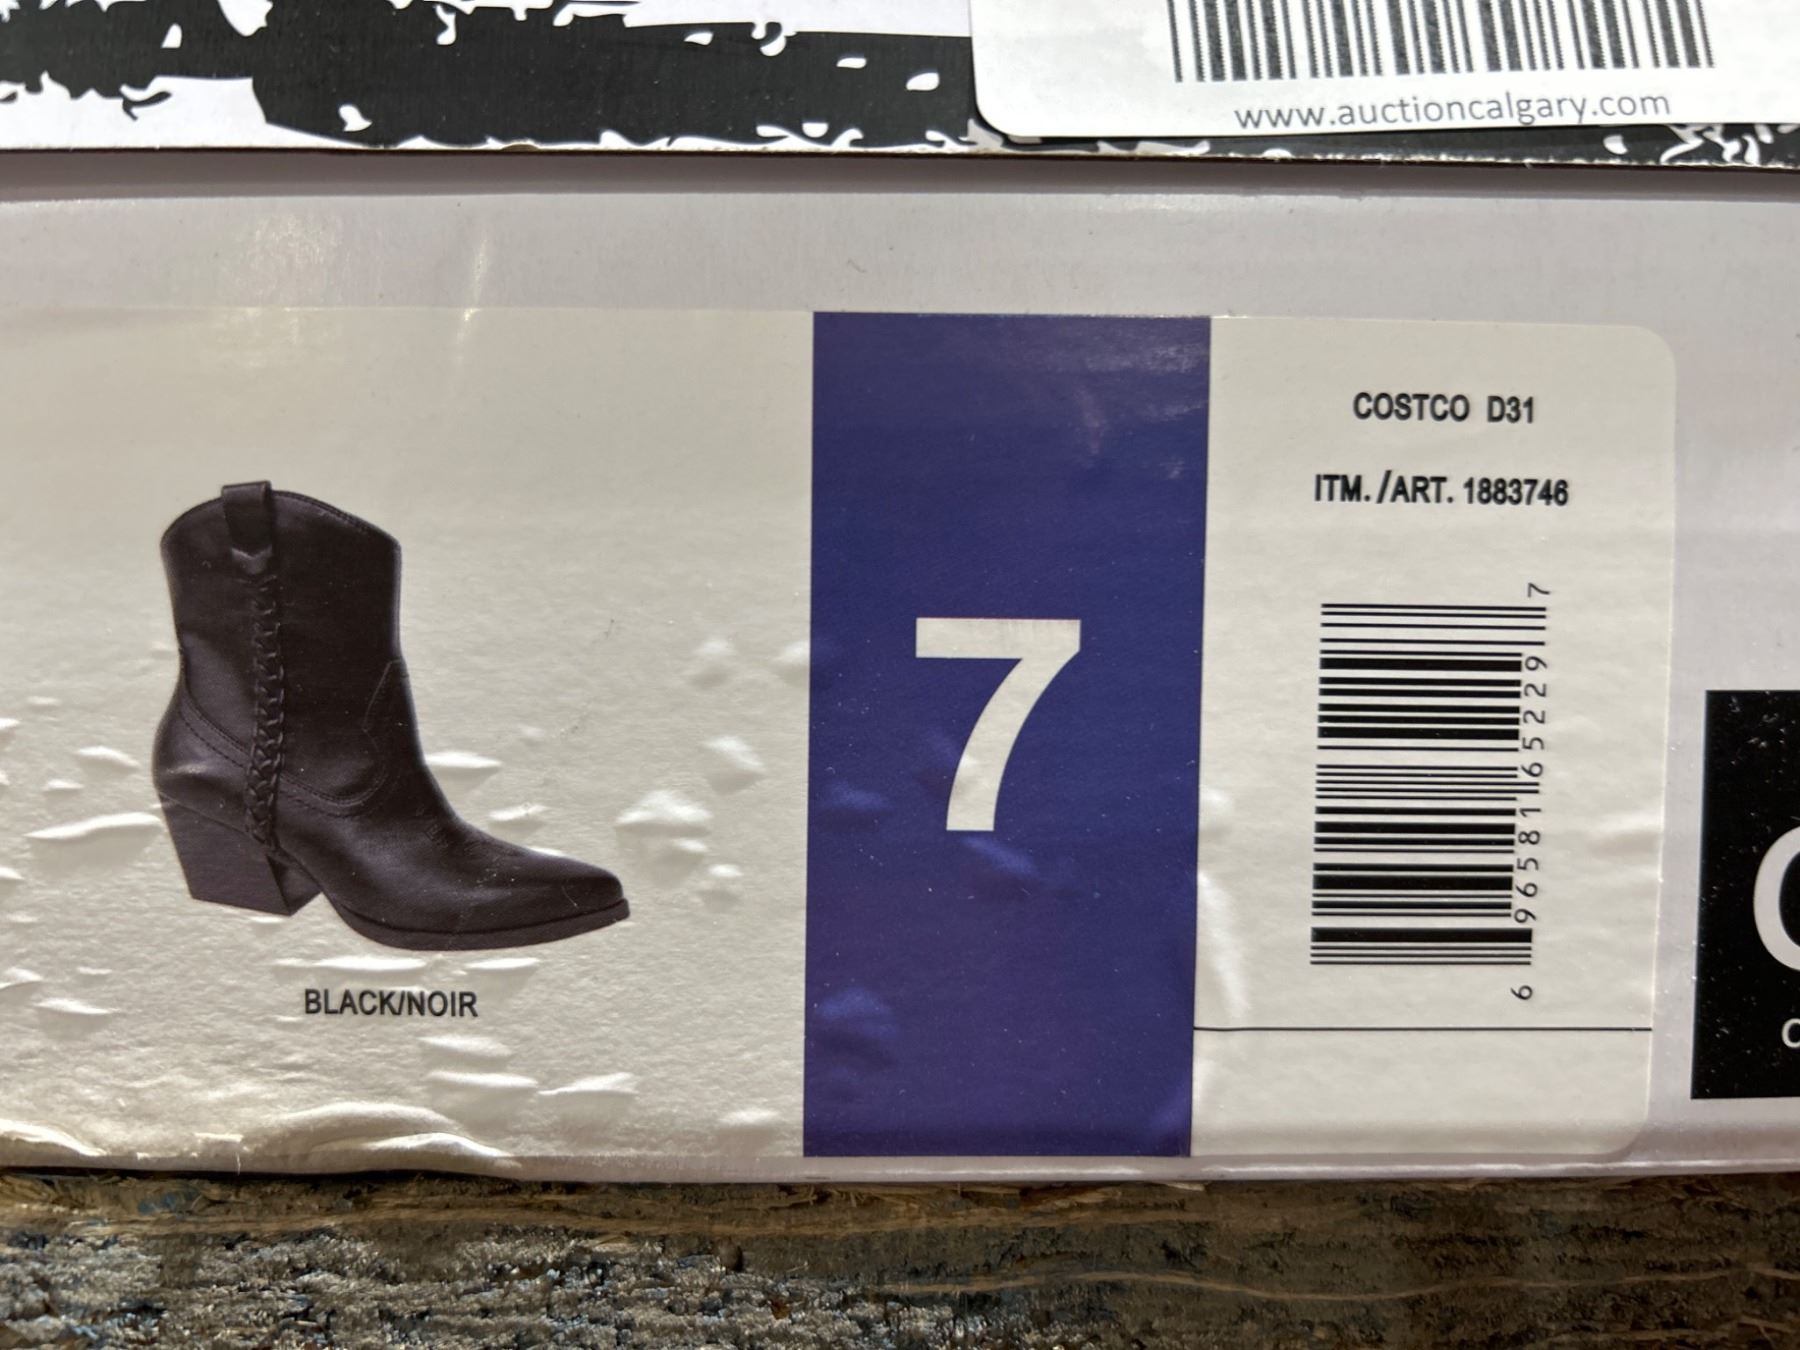 www.auctioncalgary.com
COSTCO D31
ITM./ART. 1883746
7
BLACK/NOIR
6 96581 65229 7